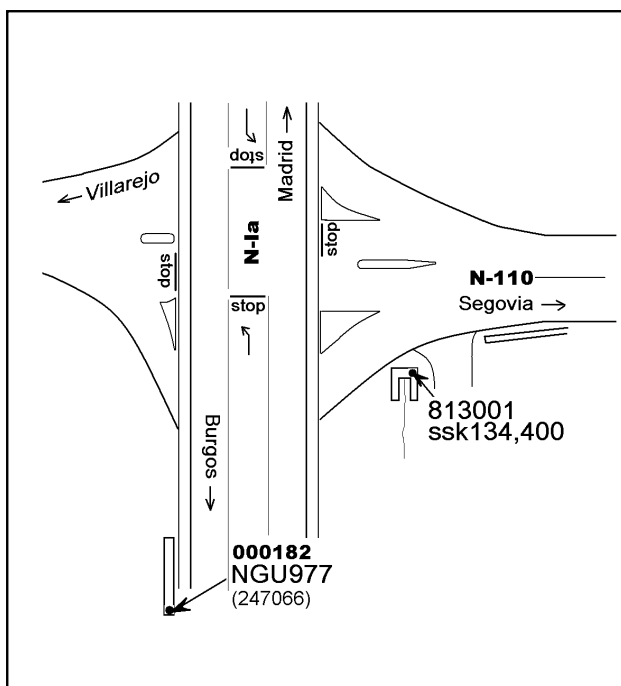 stop
Madrid
Villarejo
N-Ia
stop
stop
N-110
Segovia
stop
813001
ssk134,400
Burgos
000182
NGU977
(247066)